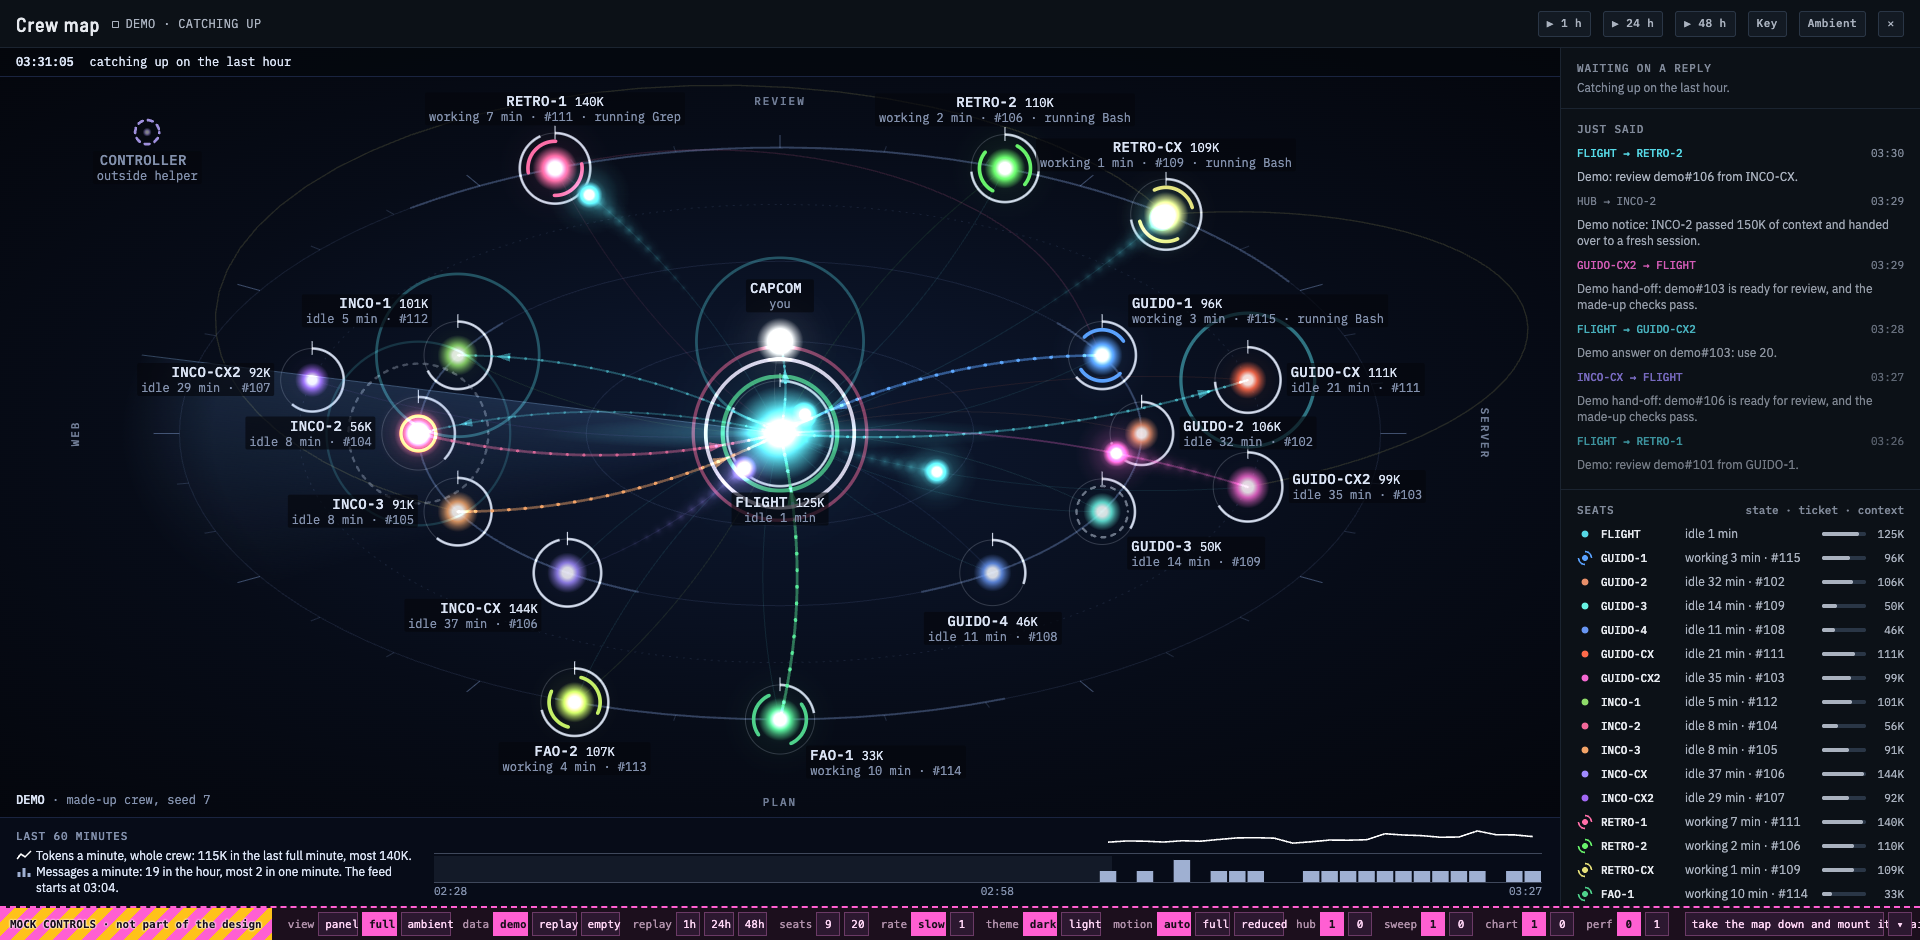 Crew map
DEMO · CATCHING UP
▶ 1 h
▶ 24 h
▶ 48 h
Key
Ambient
×
03:31:05 catching up on the last hour
REVIEW
WEB
SERVER
PLAN
CONTROLLER
outside helper
RETRO-1 140K
working 7 min · #111 · running Grep
RETRO-2 110K
working 2 min · #106 · running Bash
RETRO-CX 109K
working 1 min · #109 · running Bash
INCO-1 101K
idle 5 min · #112
CAPCOM
you
GUIDO-1 96K
working 3 min · #115 · running Bash
INCO-CX2 92K
idle 29 min · #107
GUIDO-CX 111K
idle 21 min · #111
INCO-2 56K
idle 8 min · #104
GUIDO-2 106K
idle 32 min · #102
GUIDO-CX2 99K
idle 35 min · #103
INCO-3 91K
idle 8 min · #105
FLIGHT 125K
idle 1 min
GUIDO-3 50K
idle 14 min · #109
INCO-CX 144K
idle 37 min · #106
GUIDO-4 46K
idle 11 min · #108
FAO-2 107K
working 4 min · #113
FAO-1 33K
working 10 min · #114
DEMO · made-up crew, seed 7
LAST 60 MINUTES
Tokens a minute, whole crew: 115K in the last full minute, most 140K.
Messages a minute: 19 in the hour, most 2 in one minute. The feed
starts at 03:04.
02:28
02:58
03:27
WAITING ON A REPLY
Catching up on the last hour.
JUST SAID
FLIGHT → RETRO-2 03:30
Demo: review demo#106 from INCO-CX.
HUB → INCO-2 03:29
Demo notice: INCO-2 passed 150K of context and handed
over to a fresh session.
GUIDO-CX2 → FLIGHT 03:29
Demo hand-off: demo#103 is ready for review, and the
made-up checks pass.
FLIGHT → GUIDO-CX2 03:28
Demo answer on demo#103: use 20.
INCO-CX → FLIGHT 03:27
Demo hand-off: demo#106 is ready for review, and the
made-up checks pass.
FLIGHT → RETRO-1 03:26
Demo: review demo#101 from GUIDO-1.
SEATS state · ticket · context
FLIGHT idle 1 min 125K
GUIDO-1 working 3 min · #115 96K
GUIDO-2 idle 32 min · #102 106K
GUIDO-3 idle 14 min · #109 50K
GUIDO-4 idle 11 min · #108 46K
GUIDO-CX idle 21 min · #111 111K
GUIDO-CX2 idle 35 min · #103 99K
INCO-1 idle 5 min · #112 101K
INCO-2 idle 8 min · #104 56K
INCO-3 idle 8 min · #105 91K
INCO-CX idle 37 min · #106 144K
INCO-CX2 idle 29 min · #107 92K
RETRO-1 working 7 min · #111 140K
RETRO-2 working 2 min · #106 110K
RETRO-CX working 1 min · #109 109K
FAO-1 working 10 min · #114 33K
MOCK CONTROLS · not part of the design
view panel full ambient data demo replay empty replay 1h 24h 48h seats 9 20 rate slow 1 theme dark light motion auto full reduced hub 1 0 sweep 1 0 chart 1 0 perf 0 1 take the map down and mount it